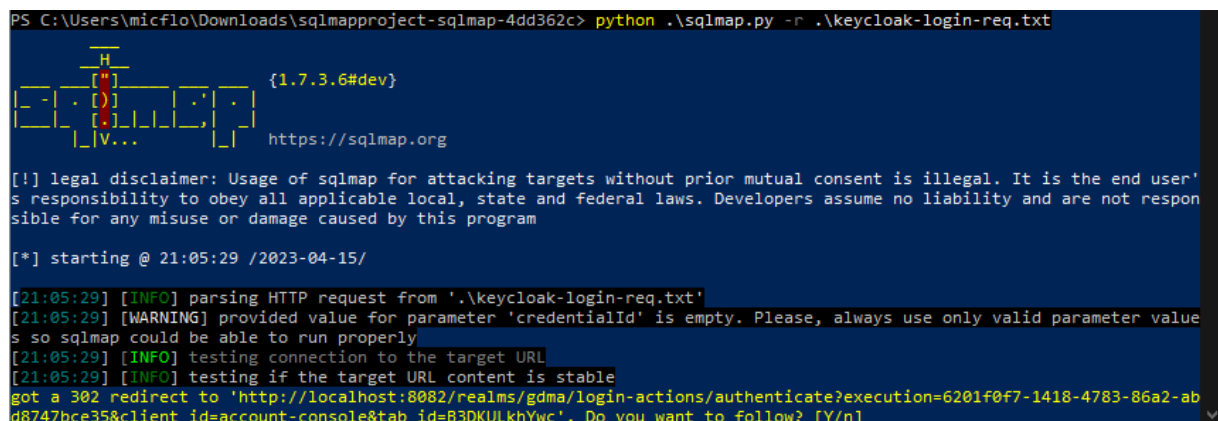 PS C:\Users\micflo\Downloads\sqlmapproject-sqlmap-4dd362c> python .\sqlmap.py -r .\keycloak-login-req.txt
        ___
       __H__
 ___ ___["]_____ ___ ___  {1.7.3.6#dev}
|_ -| . [)]     | .'| . |
|___|_  [.]_|_|_|__,|  _|
      |_|V...       |_|   https://sqlmap.org
[!] legal disclaimer: Usage of sqlmap for attacking targets without prior mutual consent is illegal. It is the end user'
s responsibility to obey all applicable local, state and federal laws. Developers assume no liability and are not respon
sible for any misuse or damage caused by this program
[*] starting @ 21:05:29 /2023-04-15/
[21:05:29] [INFO] parsing HTTP request from '.\keycloak-login-req.txt'
[21:05:29] [WARNING] provided value for parameter 'credentialId' is empty. Please, always use only valid parameter value
s so sqlmap could be able to run properly
[21:05:29] [INFO] testing connection to the target URL
[21:05:29] [INFO] testing if the target URL content is stable
got a 302 redirect to 'http://localhost:8082/realms/gdma/login-actions/authenticate?execution=6201f0f7-1418-4783-86a2-ab
d8747bce35&client_id=account-console&tab_id=B3DKULkhYwc'. Do you want to follow? [Y/n]